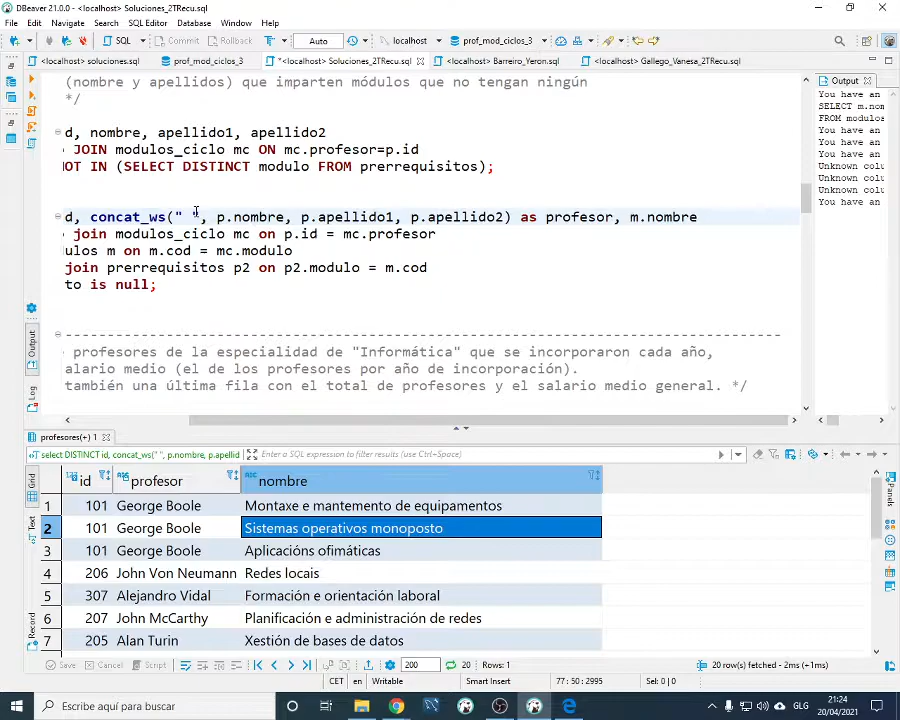 DBeaver 21.0.0 - <localhost> Soluciones_2TRecu.sql
File Edit Navigate Search SQL Editor Database Window Help
SQL Commit Rollback Auto localhost prof_mod_ciclos_3
<localhost> soluciones.sql prof_mod_ciclos_3 *<localhost> Soluciones_2TRecu.sql <localhost> Barreiro_Yeron.sql <localhost> Gallego_Vanesa_2TRecu.sql
(nombre y apellidos) que imparten módulos que no tengan ningún
*/
d, nombre, apellido1, apellido2
JOIN modulos_ciclo mc ON mc.profesor=p.id
OT IN (SELECT DISTINCT modulo FROM prerrequisitos);
d, concat_ws(" ", p.nombre, p.apellido1, p.apellido2) as profesor, m.nombre
join modulos_ciclo mc on p.id = mc.profesor
ulos m on m.cod = mc.modulo
join prerrequisitos p2 on p2.modulo = m.cod
to is null;
--------------------------------------------------------------------------------
profesores de la especialidad de "Informática" que se incorporaron cada año,
alario medio (el de los profesores por año de incorporación).
también una última fila con el total de profesores y el salario medio general. */
Output
You have an
SELECT m.nom
FROM modulos
You have an
You have an
You have an
Unknown colu
Unknown colu
Unknown colu
You have an
Output
Log
profesores(+) 1
select DISTINCT id, concat_ws(" ", p.nombre, p.apellid Enter a SQL expression to filter results (use Ctrl+Space)
Grid
Text
Record
Panels
id profesor nombre
1 101 George Boole Montaxe e mantemento de equipamentos
2 101 George Boole Sistemas operativos monoposto
3 101 George Boole Aplicacións ofimáticas
4 206 John Von Neumann Redes locais
5 307 Alejandro Vidal Formación e orientación laboral
6 207 John McCarthy Planificación e administración de redes
7 205 Alan Turin Xestión de bases de datos
Save Cancel Script 200 20 Rows: 1 20 row(s) fetched - 2ms (+1ms)
CET en Writable Smart Insert 77 : 50 : 2995 Sel: 0 | 0
Escribe aquí para buscar
GLG
21:24
20/04/2021